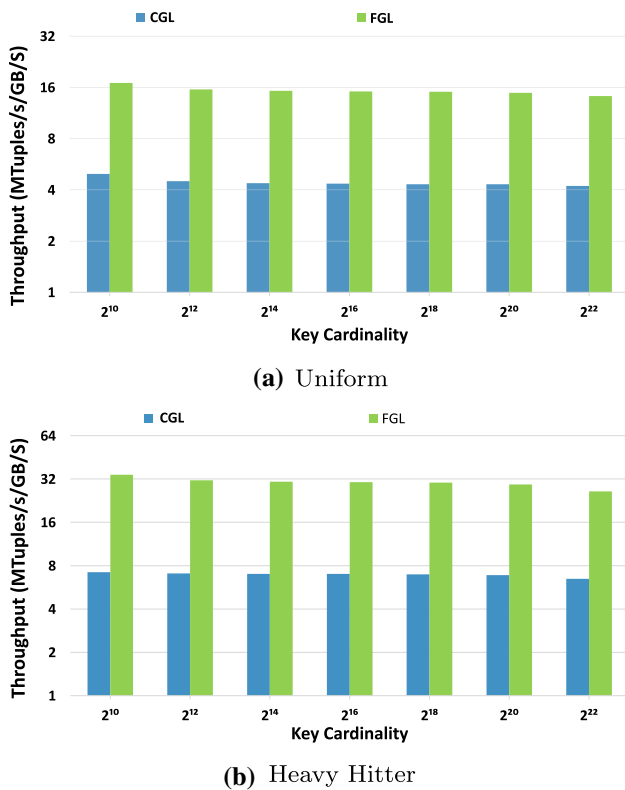 CGL FGL
Throughput (MTuples/s/GB/S)
32
16
8
4
2
1
2¹⁰ 2¹² 2¹⁴ 2¹⁶ 2¹⁸ 2²⁰ 2²²
Key Cardinality
(a) Uniform
CGL FGL
Throughput (MTuples/s/GB/S)
64
32
16
8
4
2
1
2¹⁰ 2¹² 2¹⁴ 2¹⁶ 2¹⁸ 2²⁰ 2²²
Key Cardinality
(b) Heavy Hitter